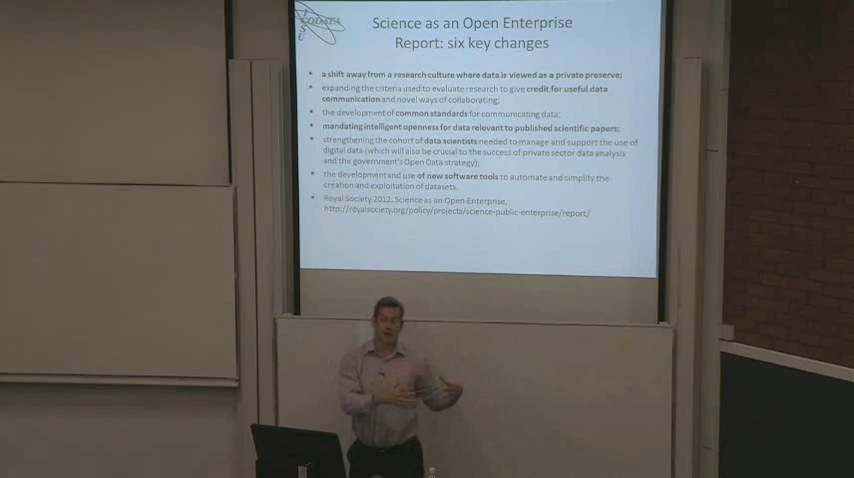 Science as an Open Enterprise
Report: six key changes
a shift away from a research culture where data is viewed as a private preserve;
expanding the criteria used to evaluate research to give credit for useful data
communication and novel ways of collaborating;
the development of common standards for communicating data;
mandating intelligent openness for data relevant to published scientific papers;
strengthening the cohort of data scientists needed to manage and support the use of
digital data (which will also be crucial to the success of private sector data analysis
and the government's Open Data strategy);
the development and use of new software tools to automate and simplify the
creation and exploitation of datasets.
Royal Society 2012, Science as an Open Enterprise,
http://royalsociety.org/policy/projects/science-public-enterprise/report/